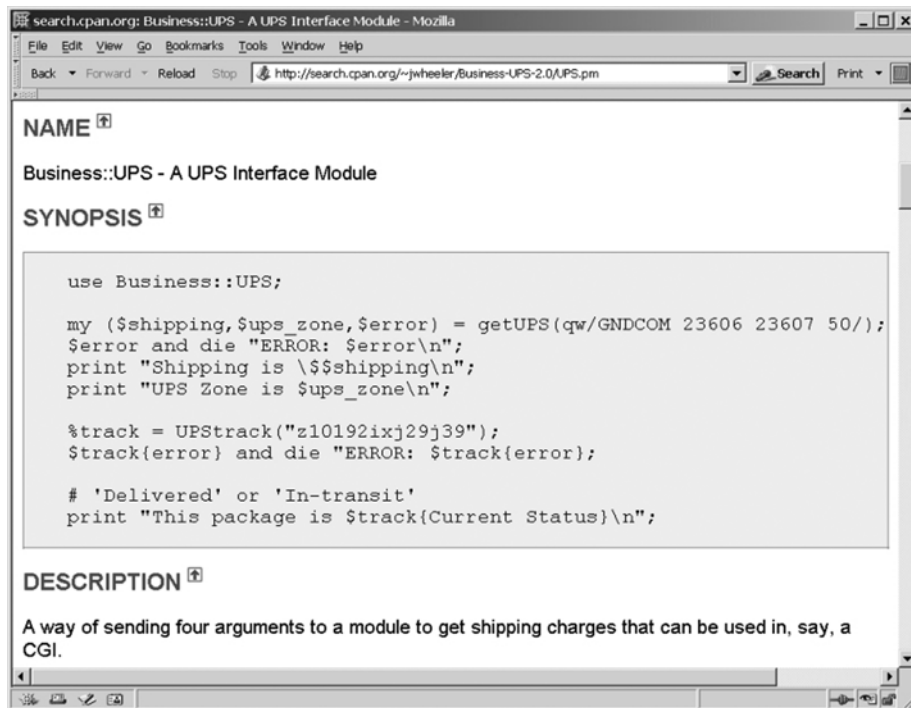 search.cpan.org: Business::UPS - A UPS Interface Module - Mozilla
File Edit View Go Bookmarks Tools Window Help
Back Forward Reload Stop http://search.cpan.org/~jwheeler/Business-UPS-2.0/UPS.pm Search Print
NAME
Business::UPS - A UPS Interface Module
SYNOPSIS
use Business::UPS;
my ($shipping,$ups_zone,$error) = getUPS(qw/GNDCOM 23606 23607 50/);
$error and die "ERROR: $error\n";
print "Shipping is \$$shipping\n";
print "UPS Zone is $ups_zone\n";
%track = UPStrack("z10192ixj29j39");
$track{error} and die "ERROR: $track{error};
# 'Delivered' or 'In-transit'
print "This package is $track{Current Status}\n";
DESCRIPTION
A way of sending four arguments to a module to get shipping charges that can be used in, say, a
CGI.